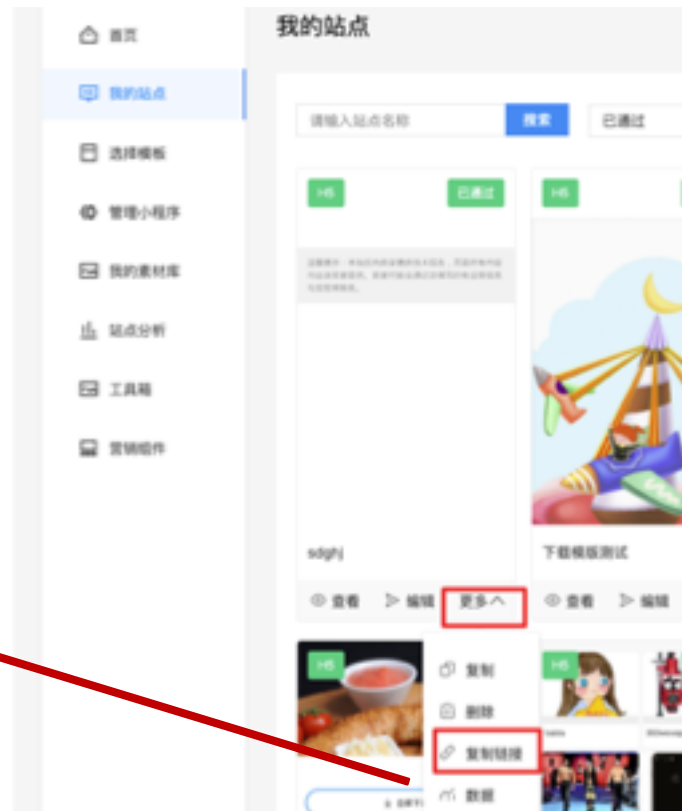 我的站点
首页
我的站点
选择模板
管理小程序
我的素材库
站点分析
工具箱
营销组件
请输入站点名称
搜索
已通过
H5
已通过
H5
sdghj
下载模版测试
查看
编辑
更多
查看
编辑
H5
H5
复制
删除
复制链接
数据